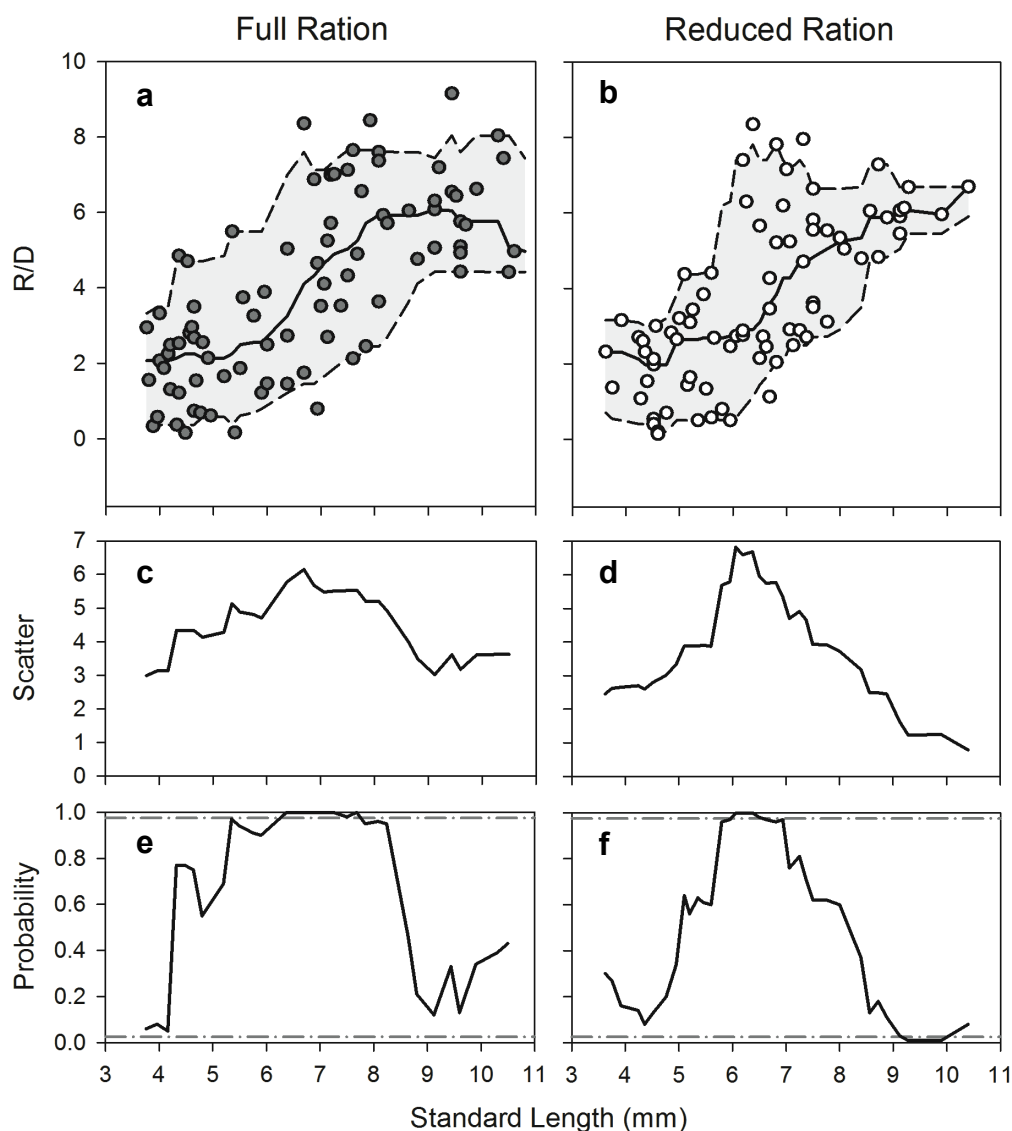 Full Ration
Reduced Ration
a
b
10
8
6
4
2
0
R/D
c
d
7
6
5
4
3
2
1
0
Scatter
e
f
1.0
0.8
0.6
0.4
0.2
0.0
Probability
3 4 5 6 7 8 9 10 11
3 4 5 6 7 8 9 10 11
Standard Length (mm)